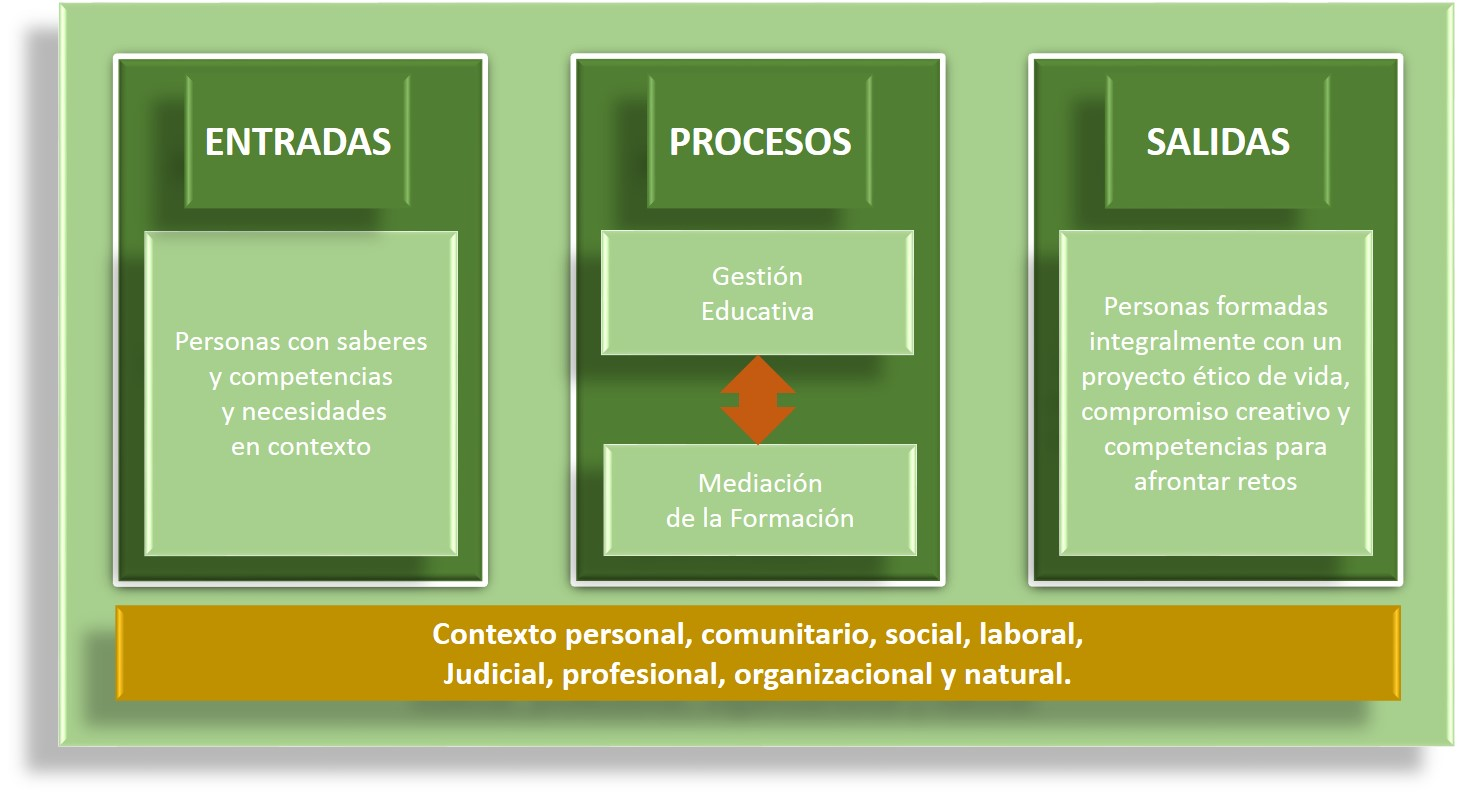 ENTRADAS
Personas con saberes
y competencias
y necesidades
en contexto
PROCESOS
Gestión
Educativa
Mediación
de la Formación
SALIDAS
Personas formadas
integralmente con un
proyecto ético de vida,
compromiso creativo y
competencias para
afrontar retos
Contexto personal, comunitario, social, laboral,
Judicial, profesional, organizacional y natural.